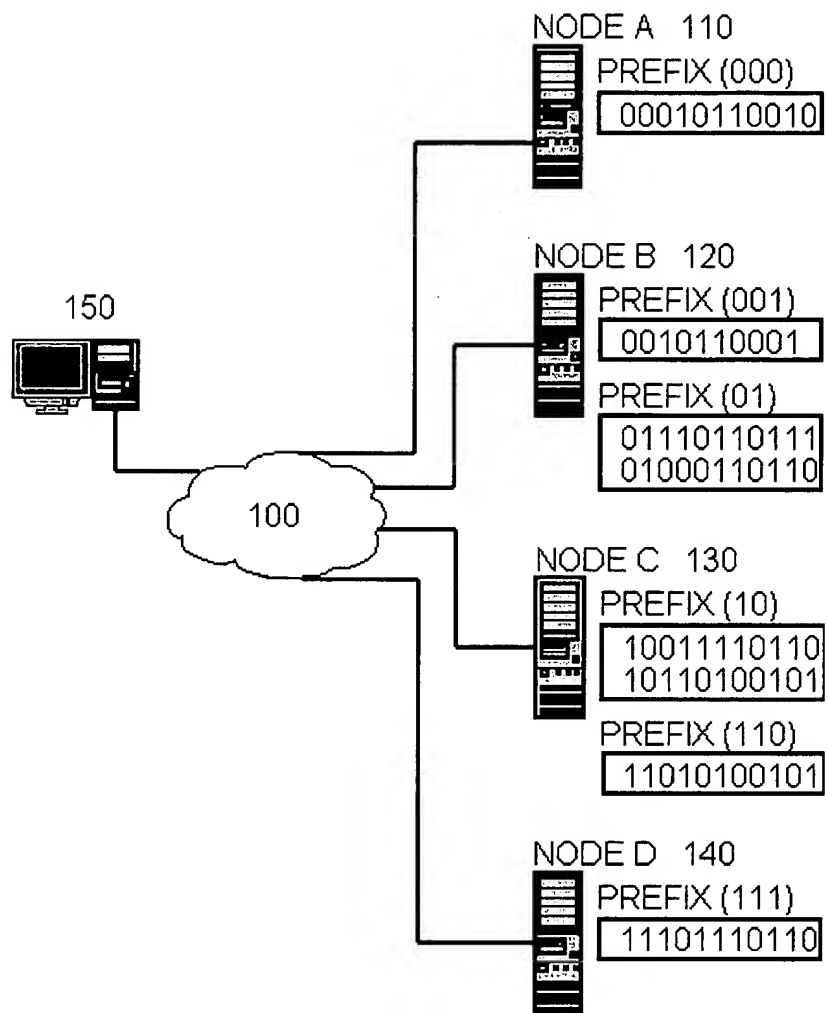 NODE A 110
PREFIX (000)
00010110010
NODE B 120
PREFIX (001)
0010110001
PREFIX (01)
01110110111
01000110110
150
100
NODE C 130
PREFIX (10)
10011110110
10110100101
PREFIX (110)
11010100101
NODE D 140
PREFIX (111)
11101110110